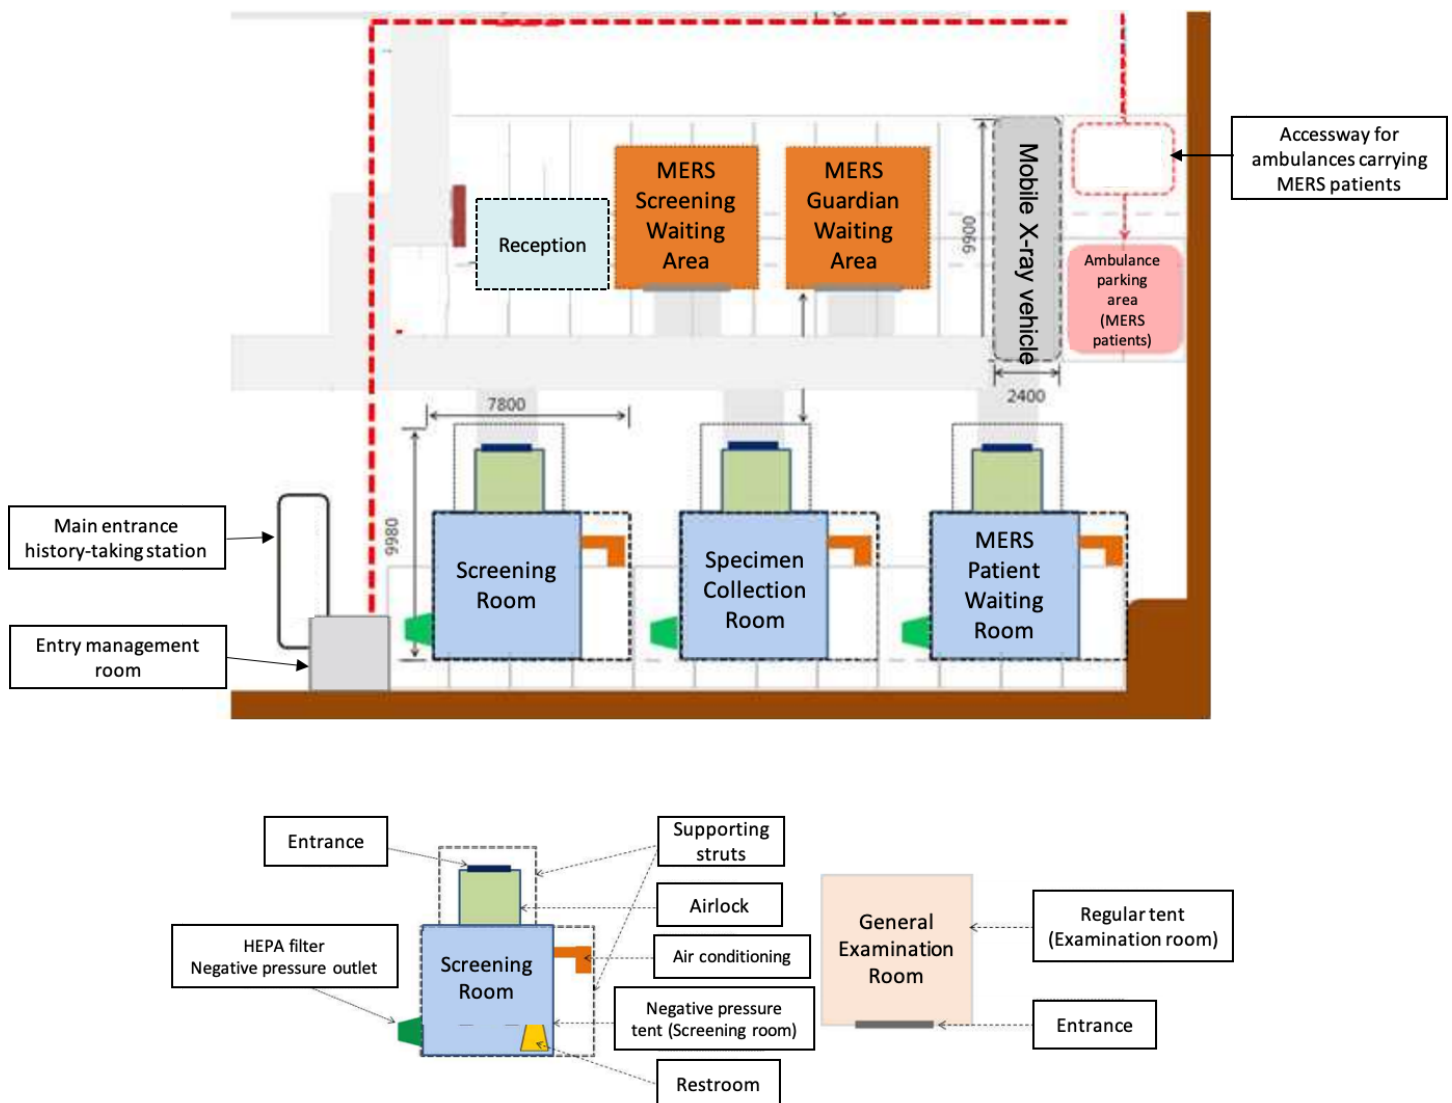 Accessway for
ambulances carrying
MERS patients
MERS
Screening
Waiting
Area
MERS
Guardian
Waiting
Area
Mobile X-ray vehicle
9900
Reception
Ambulance
parking
area
(MERS
patients)
7800
2400
9980
Main entrance
history-taking station
Entry management
room
Screening
Room
Specimen
Collection
Room
MERS
Patient
Waiting
Room
Entrance
Supporting
struts
Airlock
HEPA filter
Negative pressure outlet
Screening
Room
Air conditioning
Negative pressure
tent (Screening room)
Restroom
General
Examination
Room
Regular tent
(Examination room)
Entrance